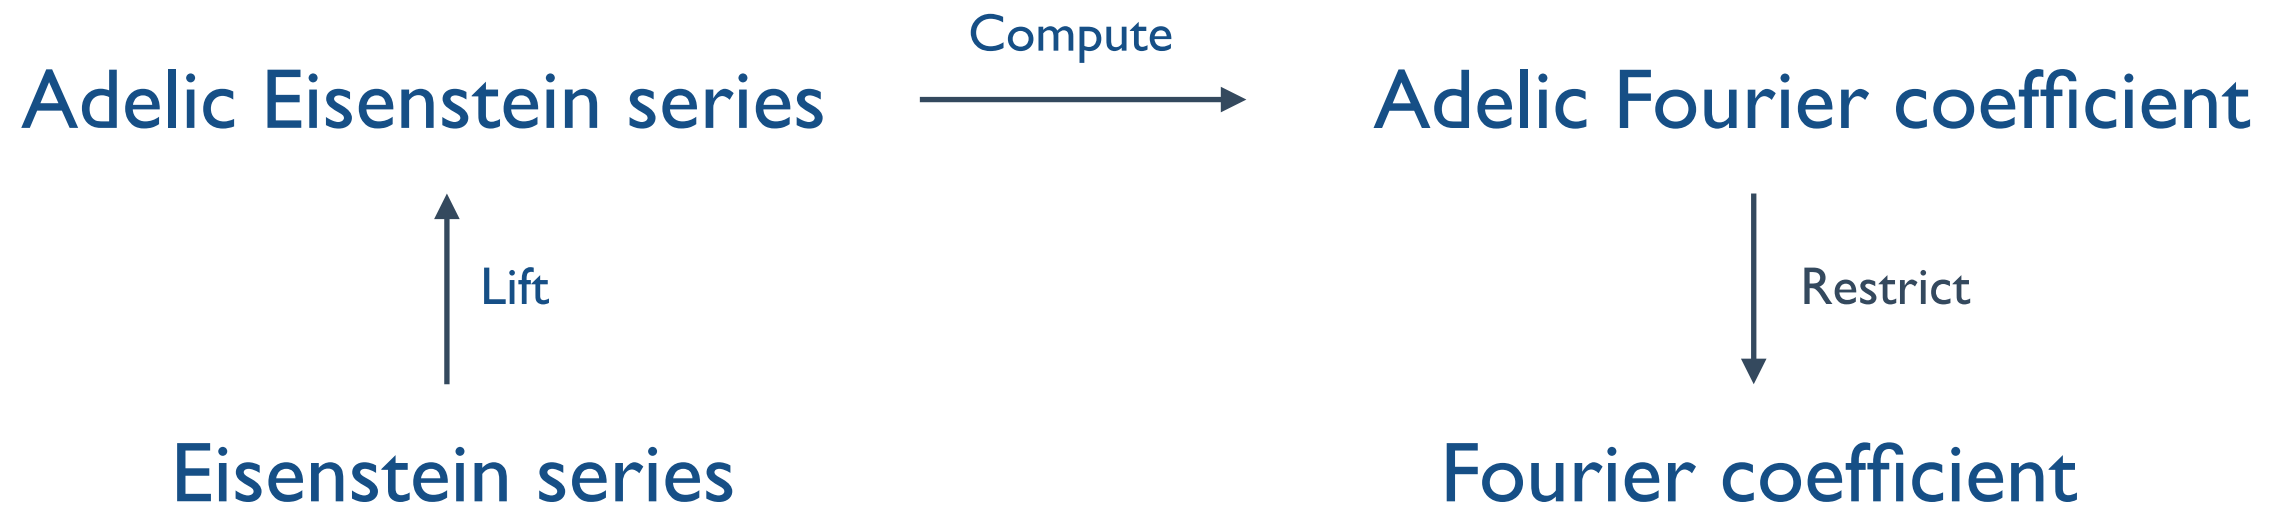 Compute
Adelic Eisenstein series
Adelic Fourier coefficient
Lift
Restrict
Eisenstein series
Fourier coefficient